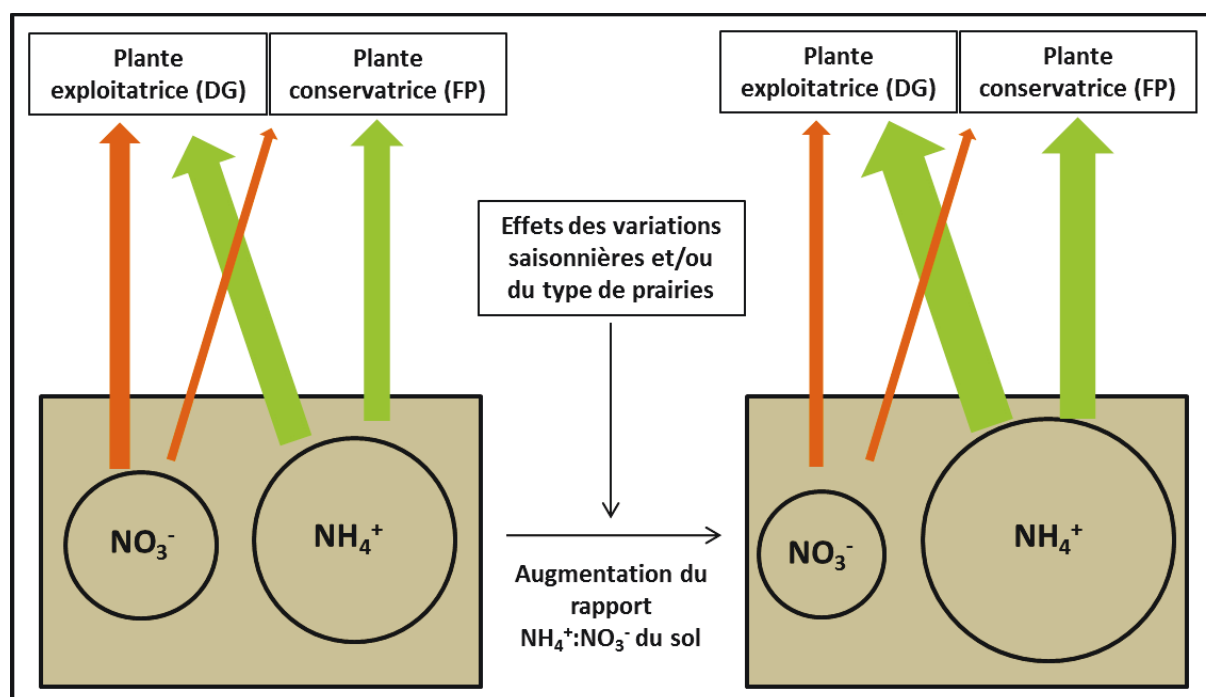 Plante
exploitatrice (DG)
Plante
conservatrice (FP)
Plante
exploitatrice (DG)
Plante
conservatrice (FP)
Effets des variations
saisonnières et/ou
du type de prairies
NO₃⁻
NH₄⁺
Augmentation du
rapport
NH₄⁺:NO₃⁻ du sol
NO₃⁻
NH₄⁺